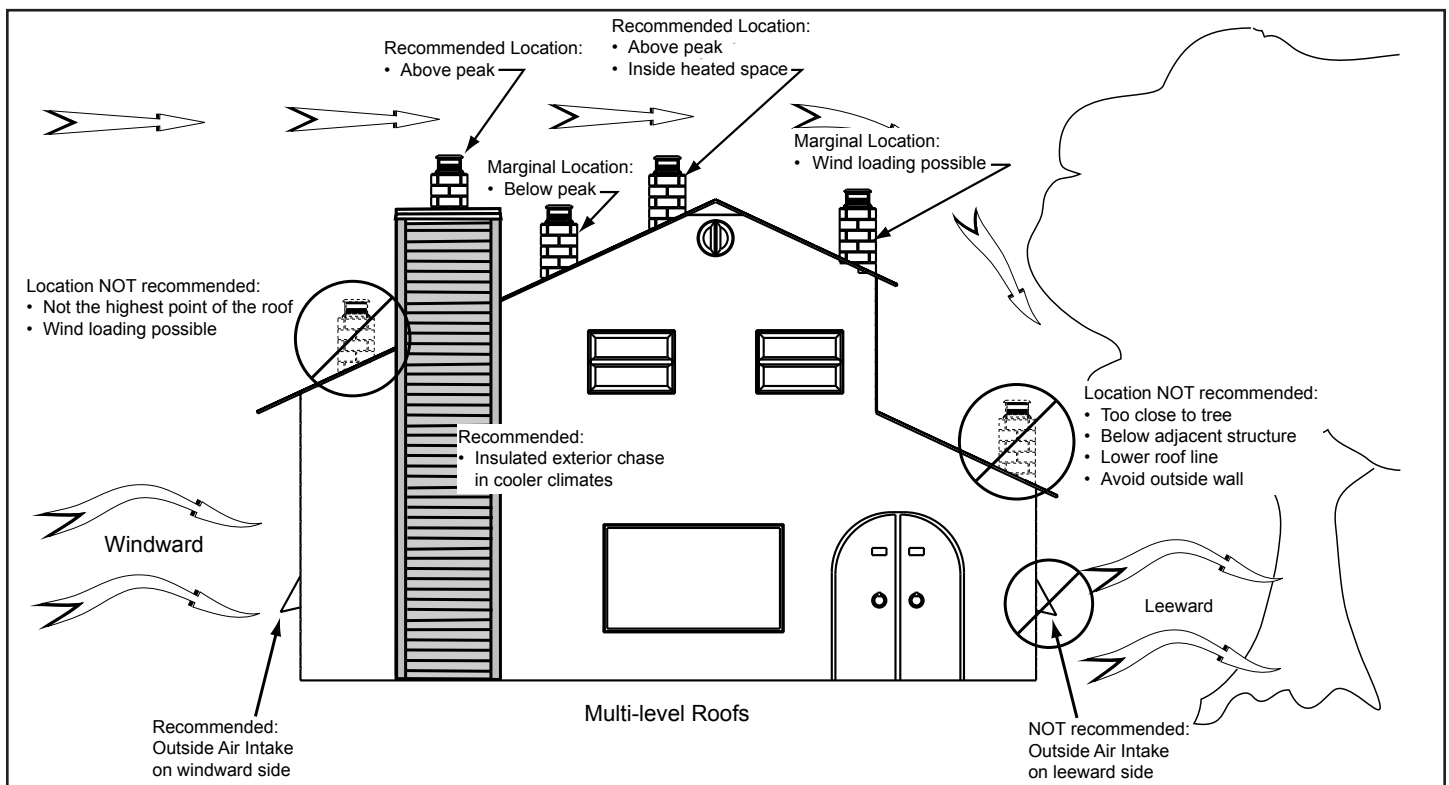 Recommended Location:
• Above peak
Recommended Location:
• Above peak
• Inside heated space
Marginal Location:
• Below peak
Marginal Location:
• Wind loading possible
Location NOT recommended:
• Not the highest point of the roof
• Wind loading possible
Recommended:
• Insulated exterior chase
in cooler climates
Location NOT recommended:
• Too close to tree
• Below adjacent structure
• Lower roof line
• Avoid outside wall
Windward
Leeward
Multi-level Roofs
Recommended:
Outside Air Intake
on windward side
NOT recommended:
Outside Air Intake
on leeward side